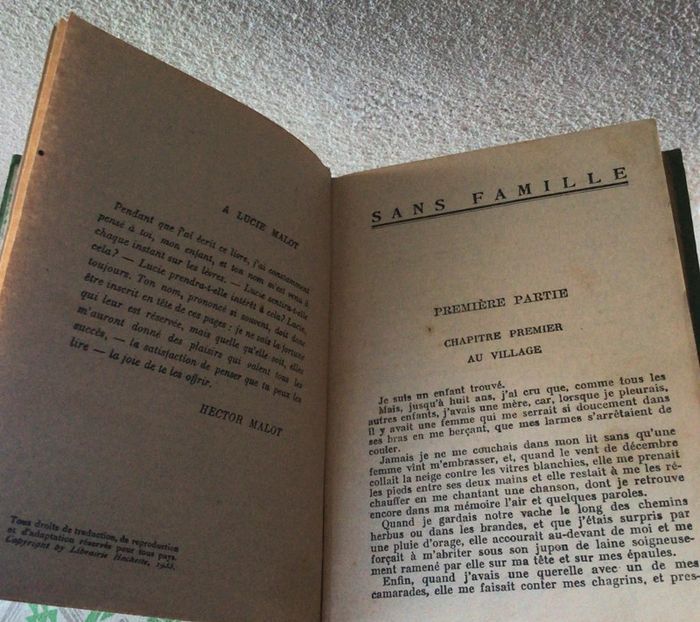 A LUCIE MALOT
Pendant que j'ai écrit ce livre, j'ai constamment
pensé à toi, mon enfant, et ton nom m'est venu à
chaque instant sur les lèvres. — Lucie sentira-t-elle
cela? — Lucie prendra-t-elle intérêt à cela? Lucie,
toujours. Ton nom, prononcé si souvent, doit donc
être inscrit en tête de ces pages : je ne sais la fortune
qui leur est réservée, mais quelle qu'elle soit, elles
m'auront donné des plaisirs qui valent tous les
succès, — la satisfaction de penser que tu peux les
lire — la joie de te les offrir.
HECTOR MALOT
Tous droits de traduction, de reproduction
et d'adaptation réservés pour tous pays.
Copyright by Librairie Hachette,
SANS FAMILLE
PREMIÈRE PARTIE
CHAPITRE PREMIER
AU VILLAGE
Je suis un enfant trouvé.
Mais, jusqu'à huit ans, j'ai cru que, comme tous les
autres enfants, j'avais une mère, car, lorsque je pleurais,
il y avait une femme qui me serrait si doucement dans
ses bras en me berçant, que mes larmes s'arrêtaient de
couler.
Jamais je ne me couchais dans mon lit sans qu'une
femme vînt m'embrasser, et, quand le vent de décembre
collait la neige contre les vitres blanchies, elle me prenait
les pieds entre ses deux mains et elle restait à me les ré-
chauffer en me chantant une chanson, dont je retrouve
encore dans ma mémoire l'air et quelques paroles.
Quand je gardais notre vache le long des chemins
herbus ou dans les brandes, et que j'étais surpris par
une pluie d'orage, elle accourait au-devant de moi et me
forçait à m'abriter sous son jupon de laine soigneuse-
ment ramené par elle sur ma tête et sur mes épaules.
Enfin, quand j'avais une querelle avec un de mes
camarades, elle me faisait conter mes chagrins, et pres-